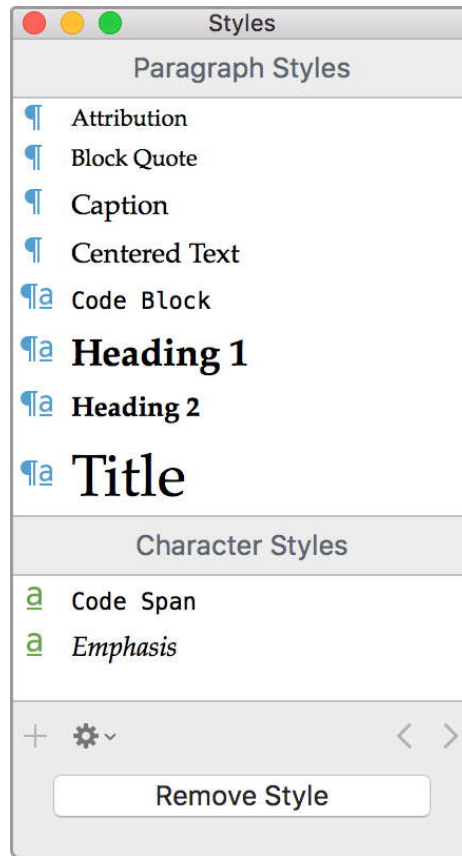 Styles
Paragraph Styles
¶ Attribution
¶ Block Quote
¶ Caption
¶ Centered Text
¶a Code Block
¶a Heading 1
¶a Heading 2
¶a Title
Character Styles
a Code Span
a Emphasis
Remove Style